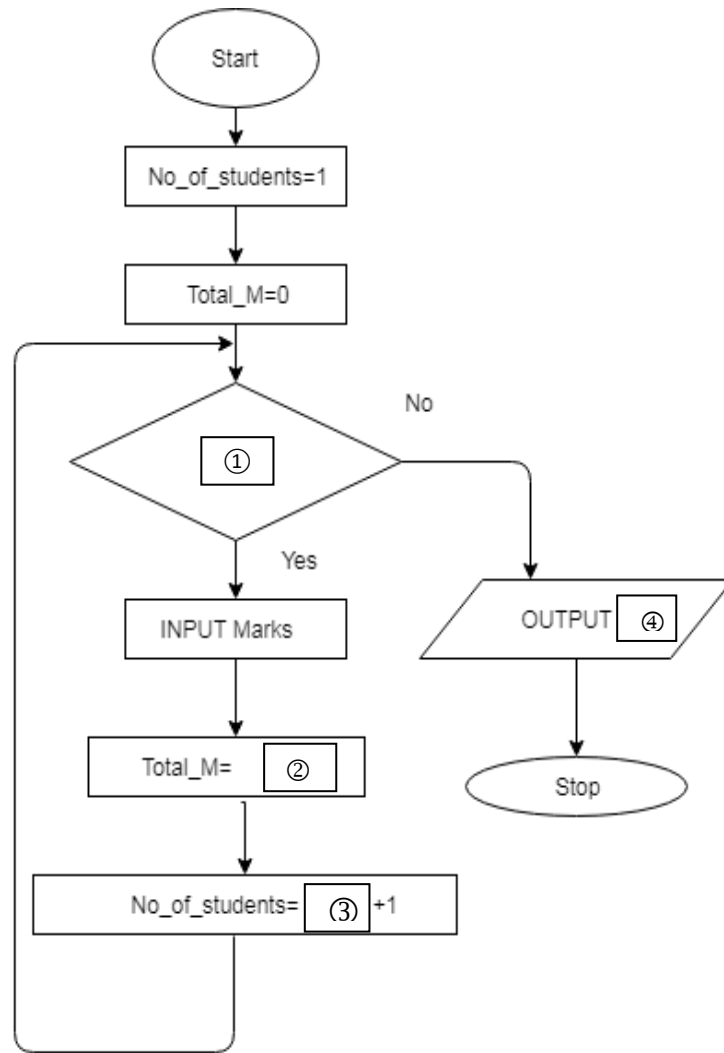 Start
No_of_students=1
Total_M=0
①
No
Yes
INPUT Marks
OUTPUT ④
Total_M= ②
Stop
No_of_students= ③ +1